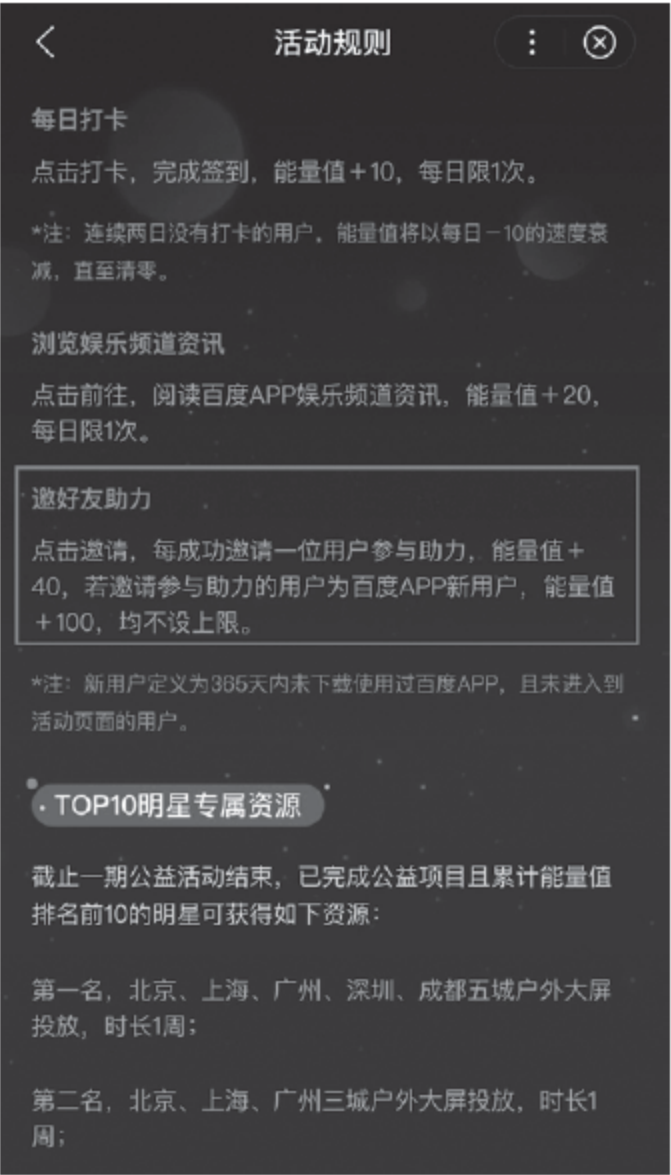 活动规则
每日打卡
点击打卡，完成签到，能量值＋10，每日限1次。
*注：连续两日没有打卡的用户，能量值将以每日－10的速度衰
减，直至清零。
浏览娱乐频道资讯
点击前往，阅读百度APP娱乐频道资讯，能量值＋20，
每日限1次。
邀好友助力
点击邀请，每成功邀请一位用户参与助力，能量值＋
40，若邀请参与助力的用户为百度APP新用户，能量值
＋100，均不设上限。
*注：新用户定义为365天内未下载使用过百度APP，且未进入到
活动页面的用户。
TOP10明星专属资源
截止一期公益活动结束，已完成公益项目且累计能量值
排名前10的明星可获得如下资源：
第一名，北京、上海、广州、深圳、成都五城户外大屏
投放，时长1周；
第二名，北京、上海、广州三城户外大屏投放，时长1
周；